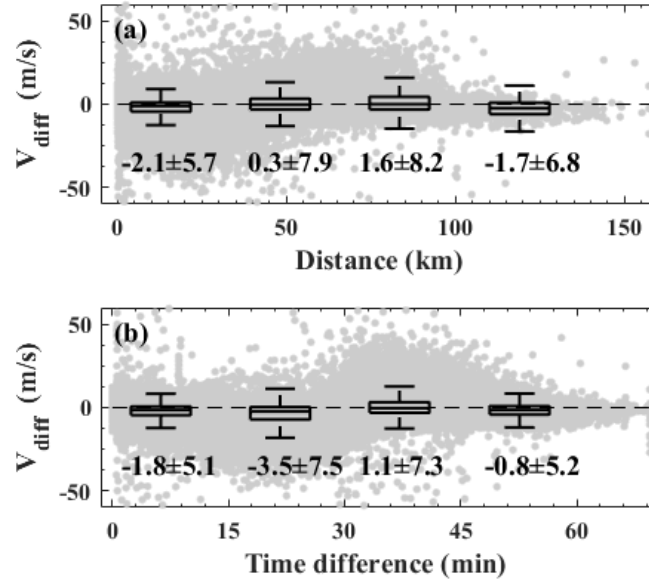 (a)
50
0
-50
V_diff (m/s)
-2.1±5.7 0.3±7.9 1.6±8.2 -1.7±6.8
0 50 100 150
Distance (km)
(b)
50
0
-50
V_diff (m/s)
-1.8±5.1 -3.5±7.5 1.1±7.3 -0.8±5.2
0 15 30 45 60
Time difference (min)